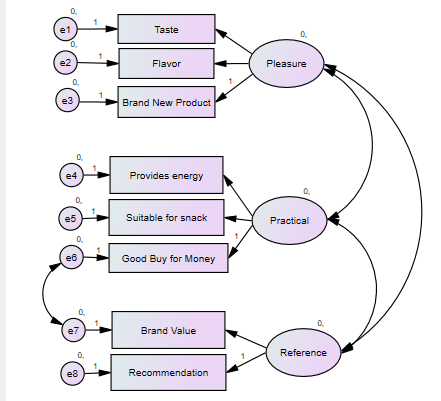 0,
0,
e1
1
Taste
0,
e2
1
Flavor
Pleasure
0,
e3
1
Brand New Product
1
0,
e4
1
Provides energy
0,
0,
e5
1
Suitable for snack
Practical
0,
e6
1
Good Buy for Money
1
0,
0,
e7
1
Brand Value
0,
e8
1
Recommendation
1
Reference